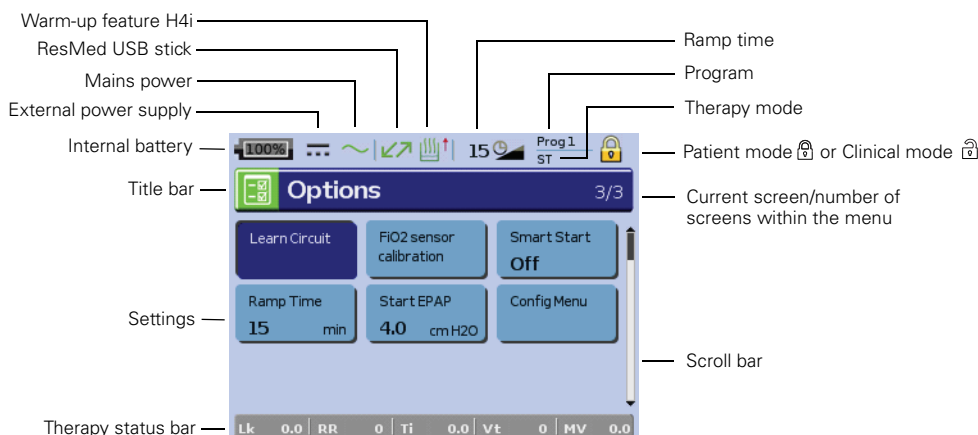 Warm-up feature H4i
ResMed USB stick
Mains power
External power supply
Internal battery
Title bar
Settings
Therapy status bar
Ramp time
Program
Therapy mode
Patient mode or Clinical mode
Current screen/number of
screens within the menu
Scroll bar
100% 15 Prog 1
ST
Options 3/3
Learn Circuit
FiO2 sensor
calibration
Smart Start
Off
Ramp Time
15 min
Start EPAP
4.0 cm H2O
Config Menu
Lk 0.0 RR 0 Ti 0.0 Vt 0 MV 0.0